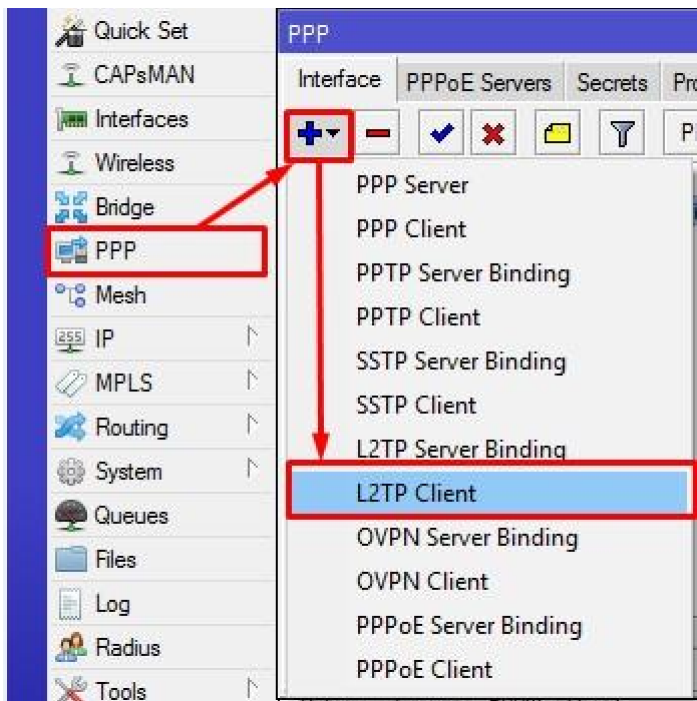 Quick Set
CAPsMAN
Interfaces
Wireless
Bridge
PPP
Mesh
255 IP
MPLS
Routing
System
Queues
Files
Log
Radius
Tools
PPP
Interface PPPoE Servers Secrets
PPP Server
PPP Client
PPTP Server Binding
PPTP Client
SSTP Server Binding
SSTP Client
L2TP Server Binding
L2TP Client
OVPN Server Binding
OVPN Client
PPPoE Server Binding
PPPoE Client